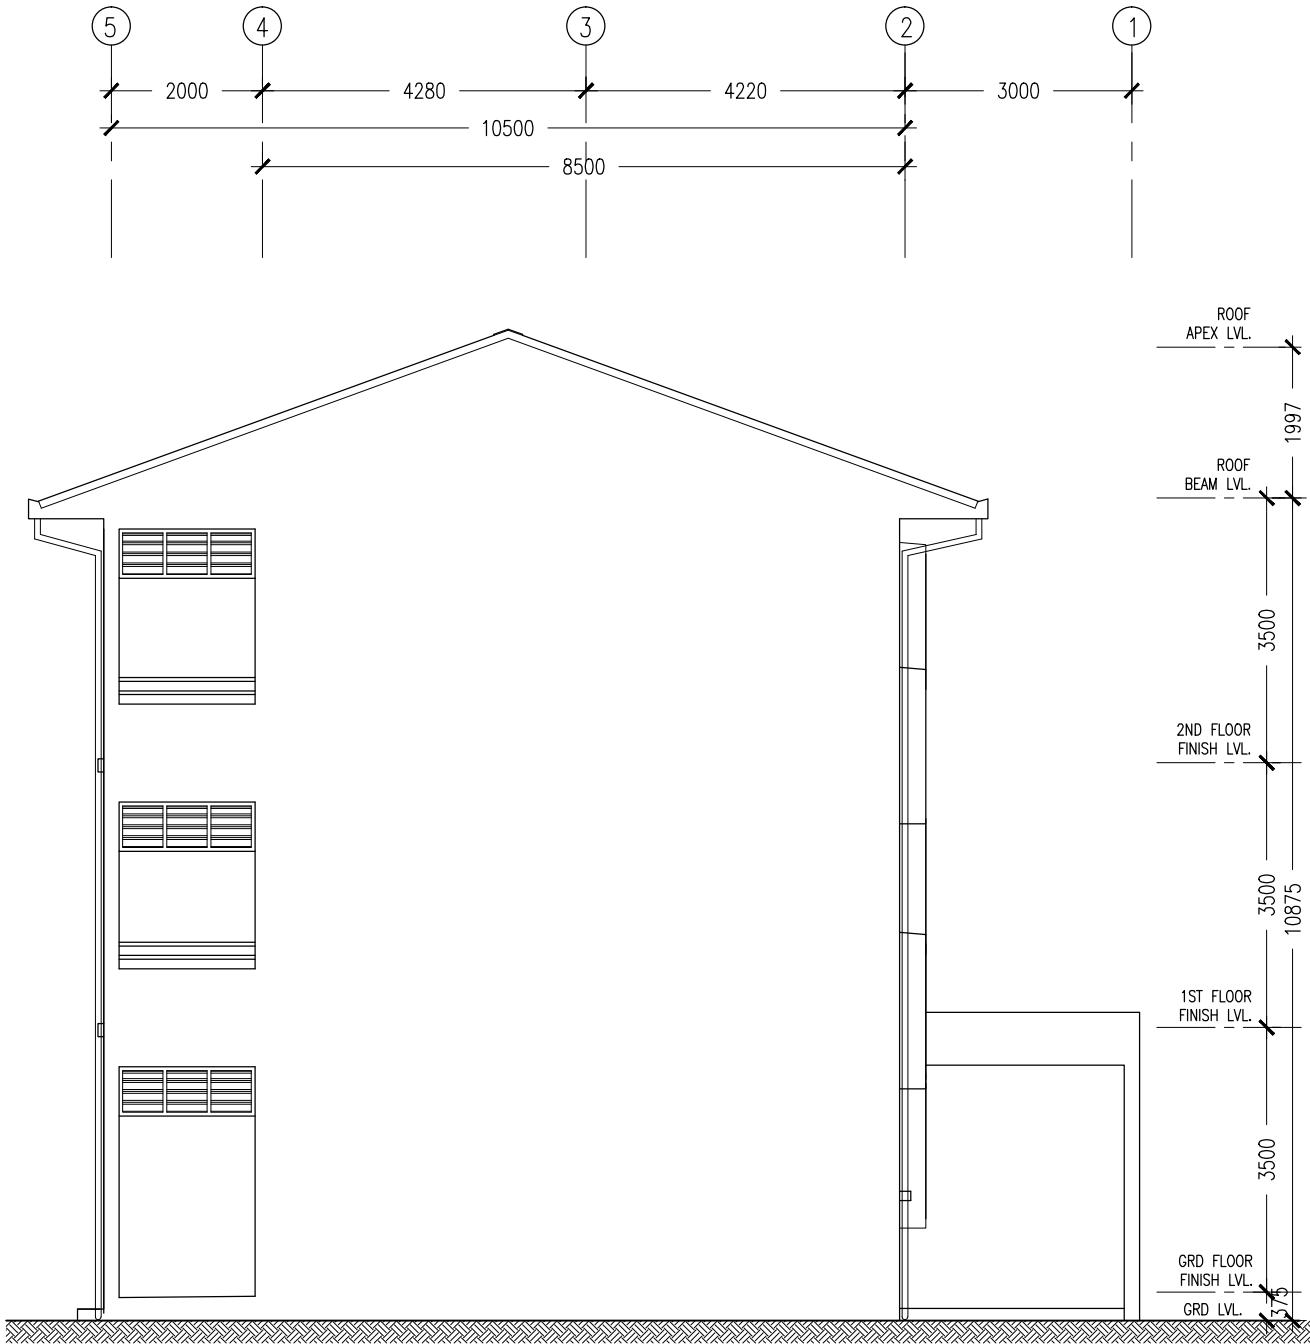 5 4 3 2 1
2000 4280 4220 3000
10500
8500
ROOF
APEX LVL.
1997
ROOF
BEAM LVL.
3500
2ND FLOOR
FINISH LVL.
3500
10875
1ST FLOOR
FINISH LVL.
3500
GRD FLOOR
FINISH LVL.
375
GRD LVL.